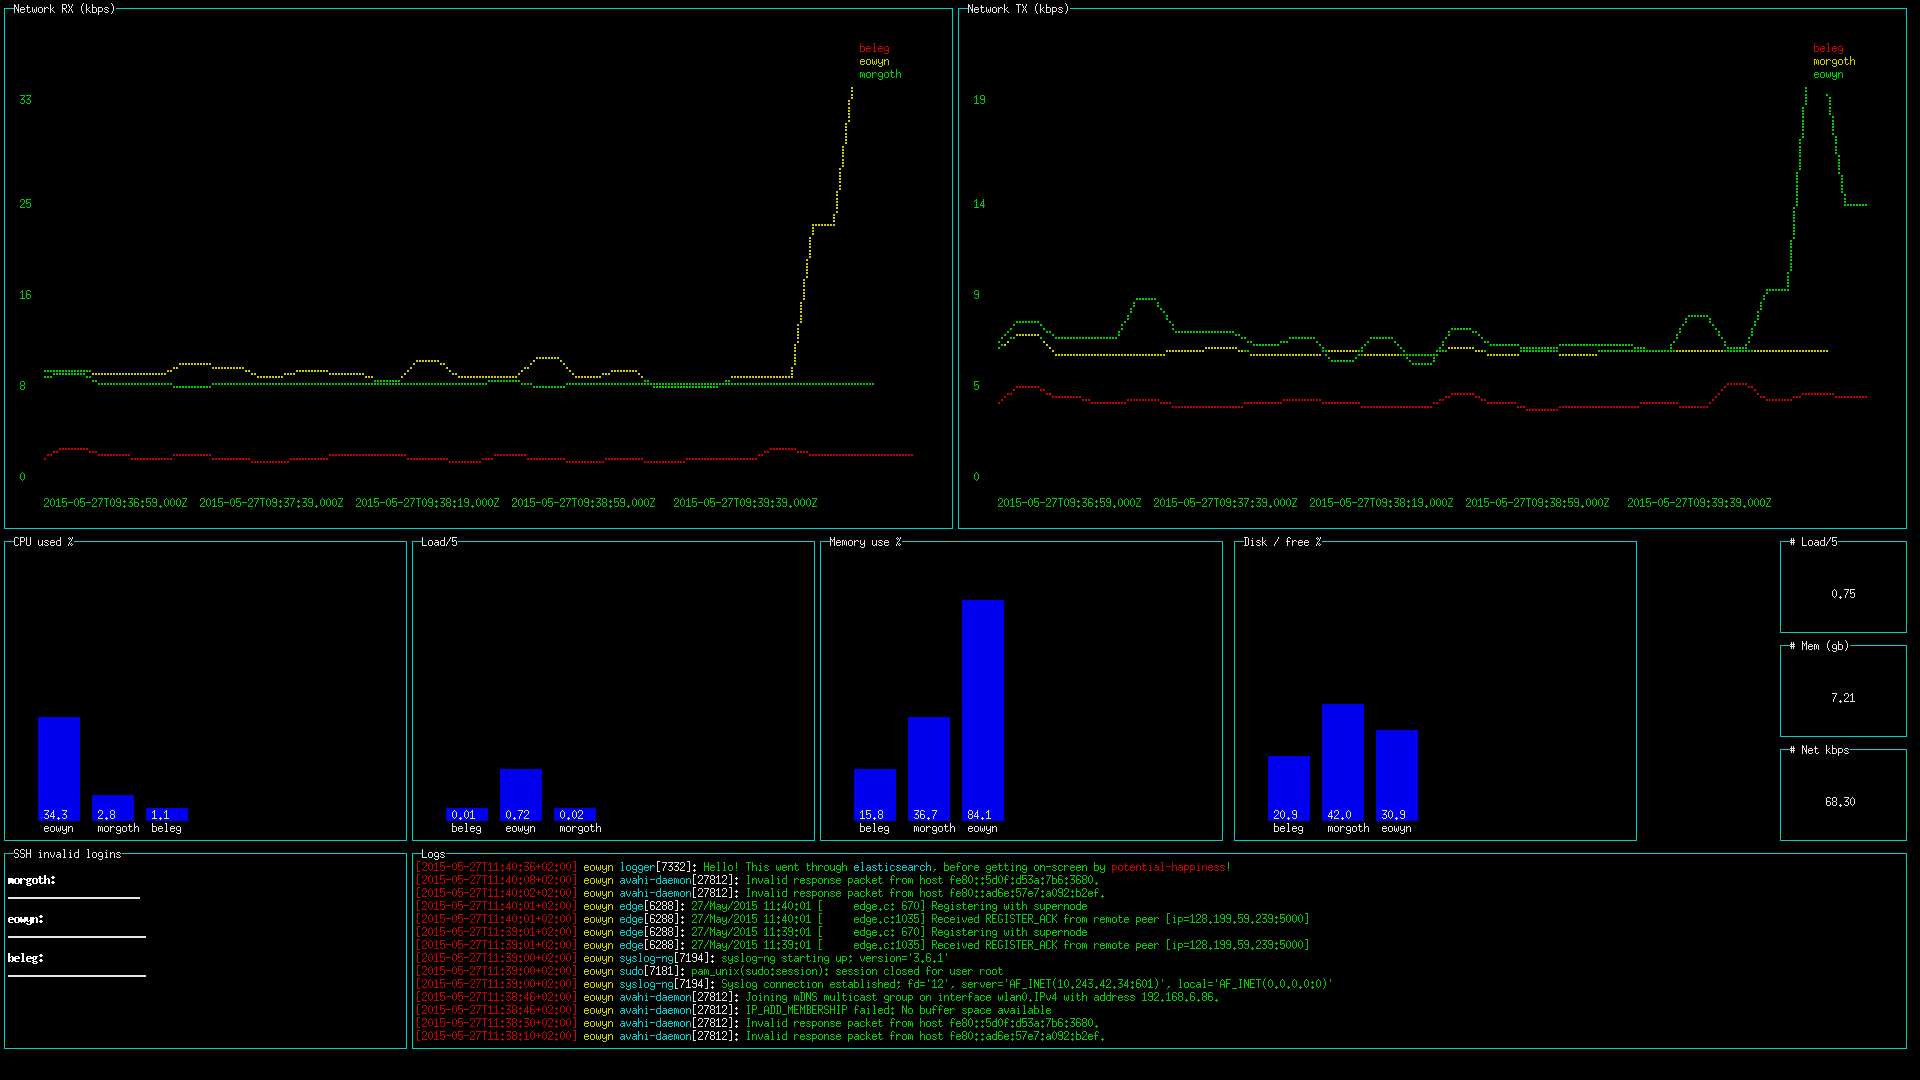 Network RX (kbps)
beleg
eowyn
morgoth
33
25
16
8
0
2015-05-27T09:36:59.000Z 2015-05-27T09:37:39.000Z 2015-05-27T09:38:19.000Z 2015-05-27T09:38:59.000Z 2015-05-27T09:39:39.000Z
Network TX (kbps)
beleg
morgoth
eowyn
19
14
9
5
0
2015-05-27T09:36:59.000Z 2015-05-27T09:37:39.000Z 2015-05-27T09:38:19.000Z 2015-05-27T09:38:59.000Z 2015-05-27T09:39:39.000Z
CPU used %
34.3 2.8 1.1
eowyn morgoth beleg
Load/5
0.01 0.72 0.02
beleg eowyn morgoth
Memory use %
15.8 36.7 84.1
beleg morgoth eowyn
Disk / free %
20.9 42.0 30.9
beleg morgoth eowyn
# Load/5
0.75
# Mem (gb)
7.21
# Net kbps
68.30
SSH invalid logins
morgoth:
eowyn:
beleg:
Logs
[2015-05-27T11:40:36+02:00] eowyn logger[7332]: Hello! This went through elasticsearch, before getting on-screen by potential-happiness!
[2015-05-27T11:40:08+02:00] eowyn avahi-daemon[27812]: Invalid response packet from host fe80::5d0f:d53a:7b6:3680.
[2015-05-27T11:40:02+02:00] eowyn avahi-daemon[27812]: Invalid response packet from host fe80::ad6e:57e7:a092:b2ef.
[2015-05-27T11:40:01+02:00] eowyn edge[6288]: 27/May/2015 11:40:01 [ edge.c: 670] Registering with supernode
[2015-05-27T11:40:01+02:00] eowyn edge[6288]: 27/May/2015 11:40:01 [ edge.c:1035] Received REGISTER_ACK from remote peer [ip=128.199.59.239:5000]
[2015-05-27T11:39:01+02:00] eowyn edge[6288]: 27/May/2015 11:39:01 [ edge.c: 670] Registering with supernode
[2015-05-27T11:39:01+02:00] eowyn edge[6288]: 27/May/2015 11:39:01 [ edge.c:1035] Received REGISTER_ACK from remote peer [ip=128.199.59.239:5000]
[2015-05-27T11:39:00+02:00] eowyn syslog-ng[7194]: syslog-ng starting up; version='3.6.1'
[2015-05-27T11:39:00+02:00] eowyn sudo[7181]: pam_unix(sudo:session): session closed for user root
[2015-05-27T11:39:00+02:00] eowyn syslog-ng[7194]: Syslog connection established; fd='12', server='AF_INET(10.243.42.34:601)', local='AF_INET(0.0.0.0:0)'
[2015-05-27T11:38:46+02:00] eowyn avahi-daemon[27812]: Joining mDNS multicast group on interface wlan0.IPv4 with address 192.168.6.86.
[2015-05-27T11:38:46+02:00] eowyn avahi-daemon[27812]: IP_ADD_MEMBERSHIP failed: No buffer space available
[2015-05-27T11:38:30+02:00] eowyn avahi-daemon[27812]: Invalid response packet from host fe80::5d0f:d53a:7b6:3680.
[2015-05-27T11:38:10+02:00] eowyn avahi-daemon[27812]: Invalid response packet from host fe80::ad6e:57e7:a092:b2ef.